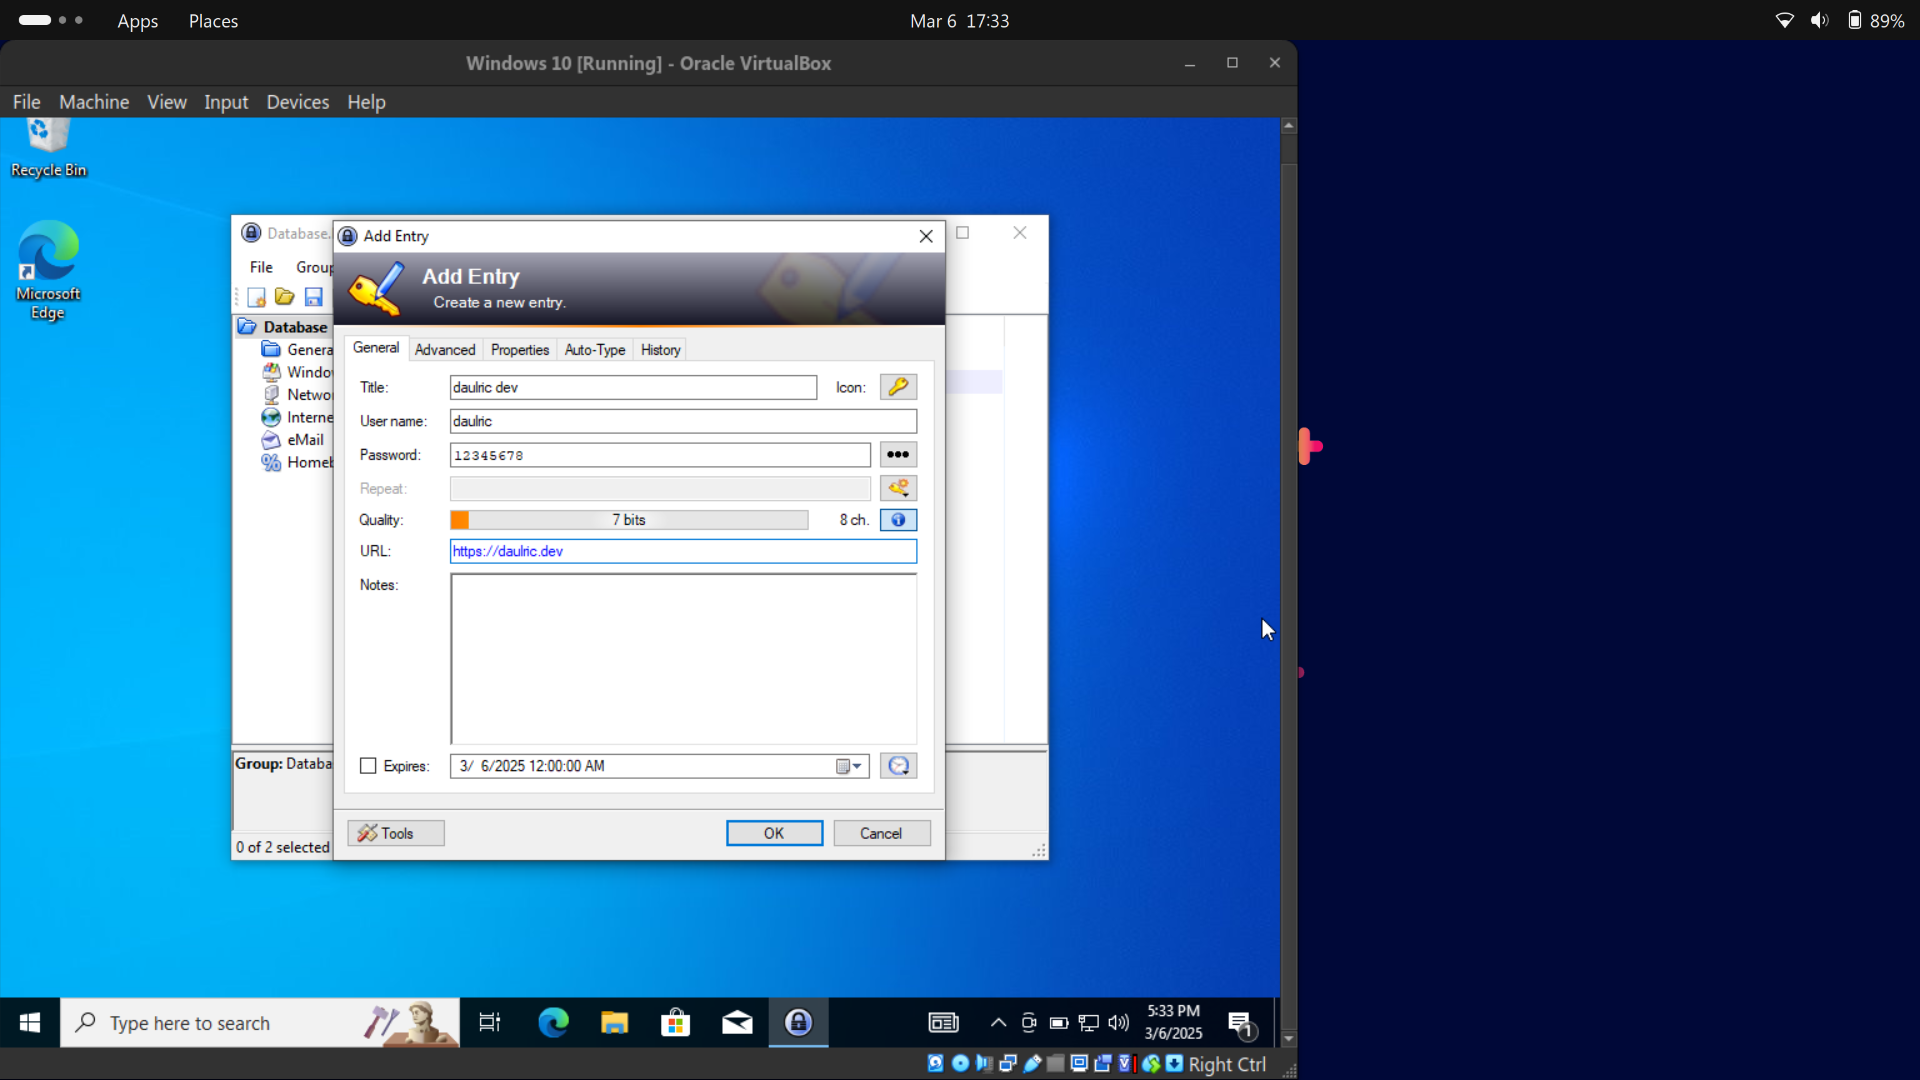 Apps Places Mar 6 17:33 89%
Windows 10 [Running] - Oracle VirtualBox
File Machine View Input Devices Help
Recycle Bin
Microsoft
Edge
Database.
Add Entry
File Group
Add Entry
Create a new entry.
Database
General
Advanced
Properties
Auto-Type
History
Genera
Windo
Netwo
Interne
eMail
Homeb
Title: daulric dev Icon:
User name: daulric
Password: 12345678
Repeat:
Quality: 7 bits 8 ch.
URL: https://daulric.dev
Notes:
Group: Databa
Expires: 3/ 6/2025 12:00:00 AM
Tools OK Cancel
0 of 2 selected
Type here to search
5:33 PM
3/6/2025
1
Right Ctrl